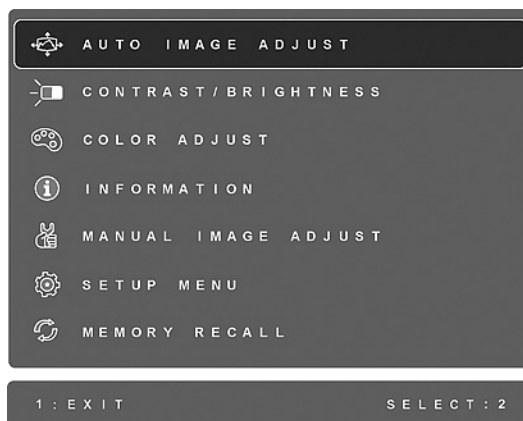 AUTO IMAGE ADJUST
CONTRAST/BRIGHTNESS
COLOR ADJUST
INFORMATION
MANUAL IMAGE ADJUST
SETUP MENU
MEMORY RECALL
1:EXIT SELECT:2